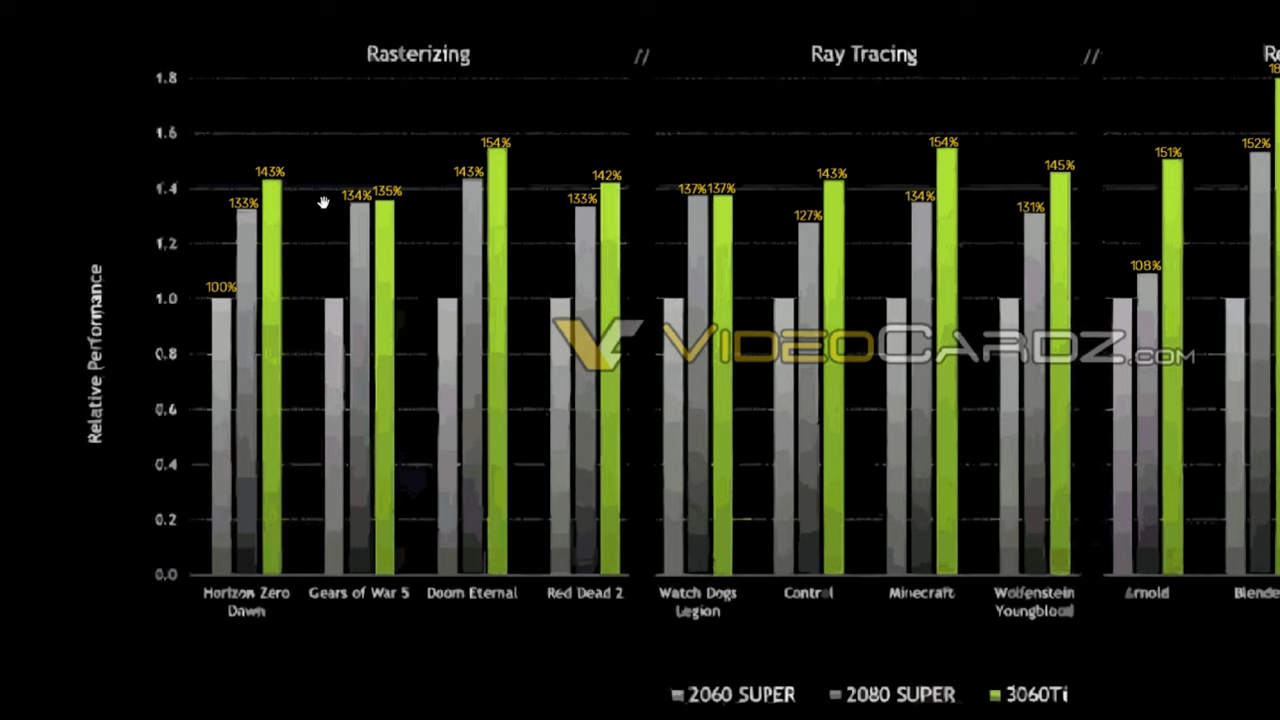 Rasterizing // Ray Tracing // Re
1.8
18
1.6
154% 154% 151% 152%
143% 143% 134% 135% 133% 142% 137% 137% 143% 134% 145%
1.4
133% 127% 131%
1.2
108%
100%
1.0
Relative Performance
VIDEOCARDZ.COM
0.8
0.6
0.4
0.2
0.0
Horizon Zero Dawn
Gears of War 5
Doom Eternal
Red Dead 2
Watch Dogs Legion
Control
Minecraft
Wolfenstein Youngblood
Arnold
Blende
2060 SUPER 2080 SUPER 3060Ti